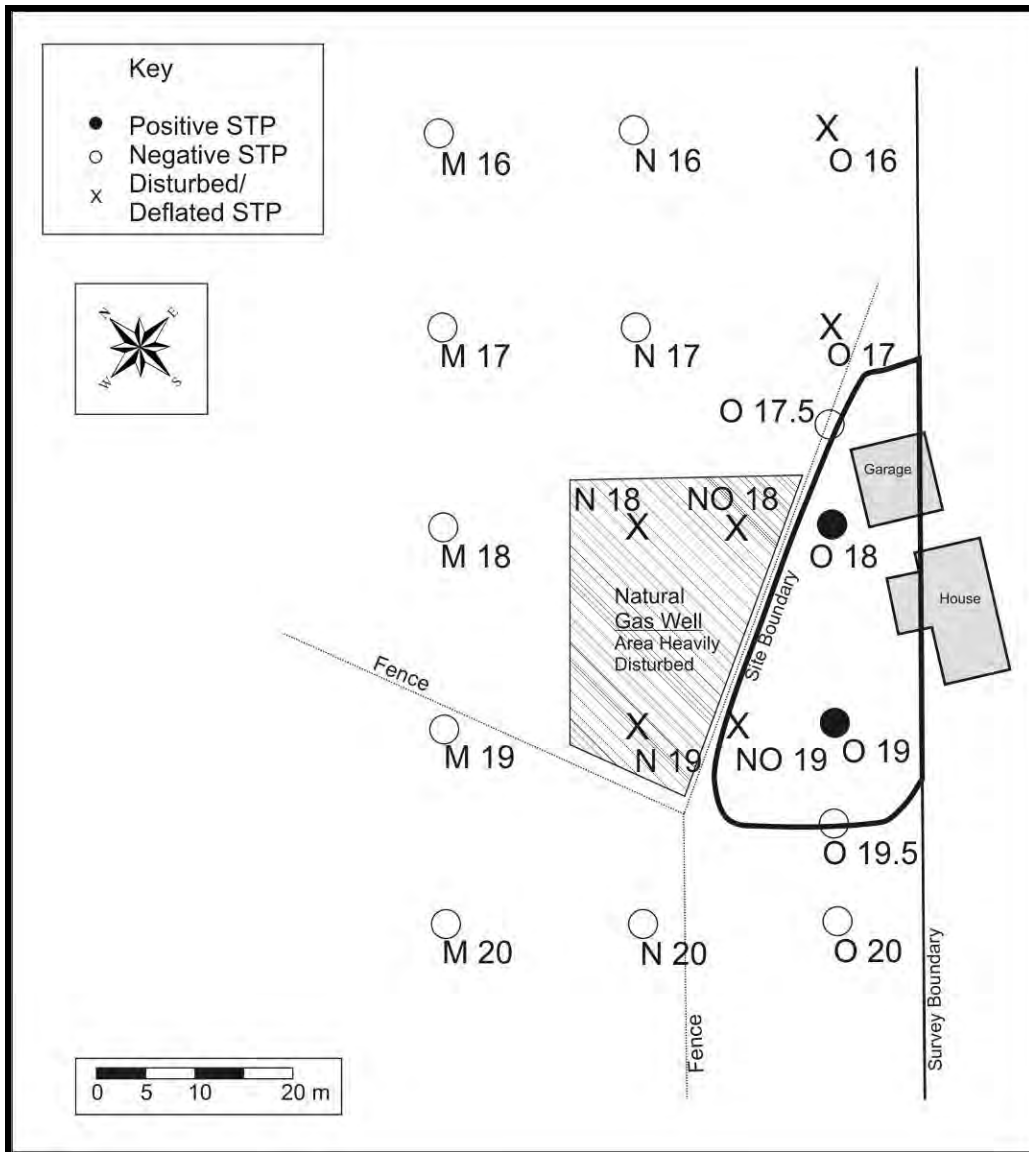 Key
Positive STP
Negative STP
Disturbed/
Deflated STP
N
E
W
S
M 16
N 16
O 16
M 17
N 17
O 17
O 17.5
Garage
N 18
NO 18
M 18
O 18
Natural
Gas Well
Area Heavily
Disturbed
Site Boundary
House
Fence
M 19
N 19
NO 19
O 19
O 19.5
M 20
N 20
O 20
Fence
Survey Boundary
0 5 10 20 m